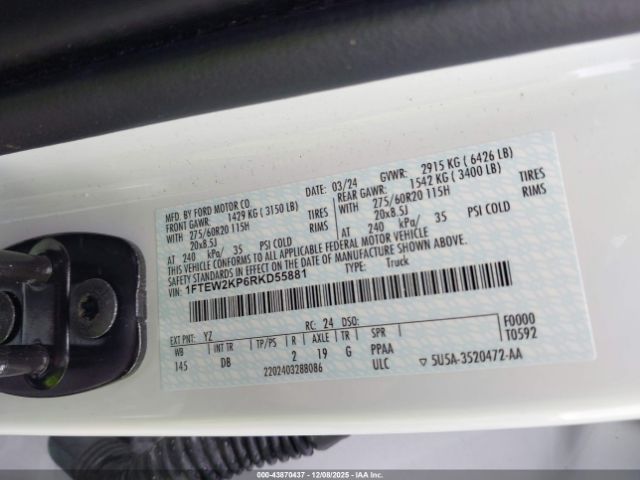 MFD. BY FORD MOTOR CO.
DATE: 03/24 GVWR: 2915 KG ( 6426 LB)
FRONT GAWR: 1429 KG ( 3150 LB) REAR GAWR: 1542 KG ( 3400 LB)
WITH 275/60R20 115H TIRES WITH 275/60R20 115H TIRES
20x8.5J RIMS 20x8.5J RIMS
AT 240 kPa/ 35 PSI COLD AT 240 kPa/ 35 PSI COLD
THIS VEHICLE CONFORMS TO ALL APPLICABLE FEDERAL MOTOR VEHICLE
SAFETY STANDARDS IN EFFECT ON THE DATE OF MANUFACTURE SHOWN ABOVE.
VIN: 1FTEW2KP6RKD55881 TYPE: Truck
EXT PNT: YZ RC: 24 DSO: F0000
WB INT TR TP/PS R AXLE TR SPR T0592
145 DB 2 19 G PPAA
2202403288086 ULC ▽ 5U5A-3520472-AA
000-43870437 - 12/08/2025 - IAAI.CA